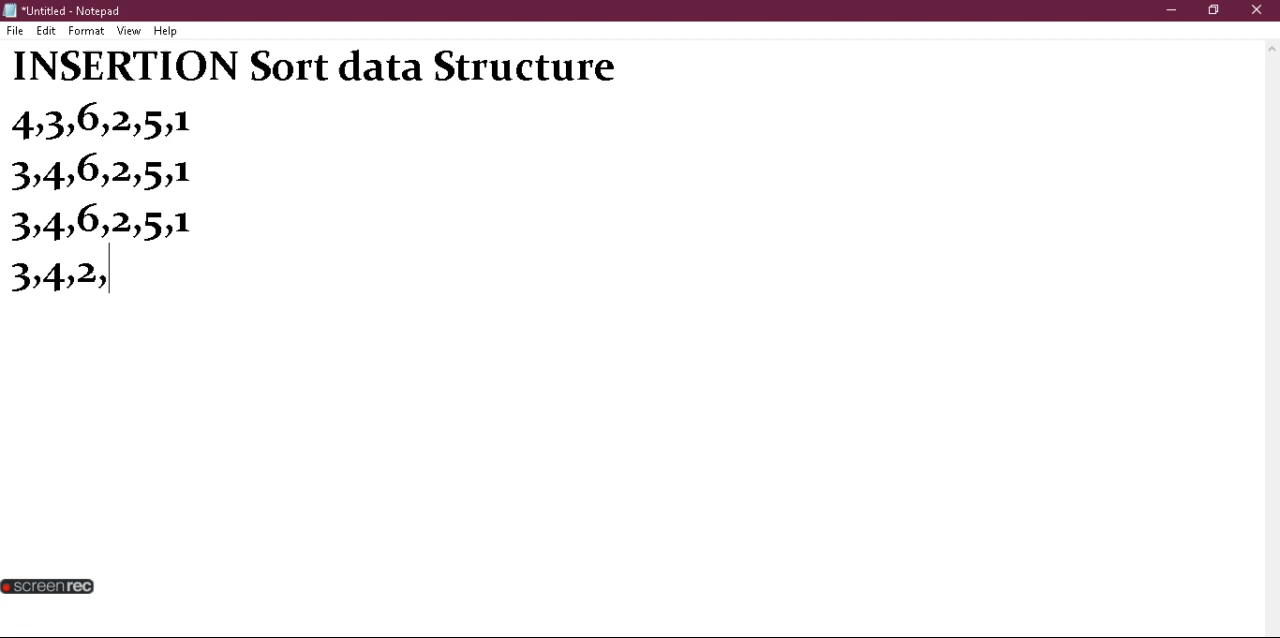 *Untitled - Notepad
File Edit Format View Help
INSERTION Sort data Structure
4,3,6,2,5,1
3,4,6,2,5,1
3,4,6,2,5,1
3,4,2,
screenrec